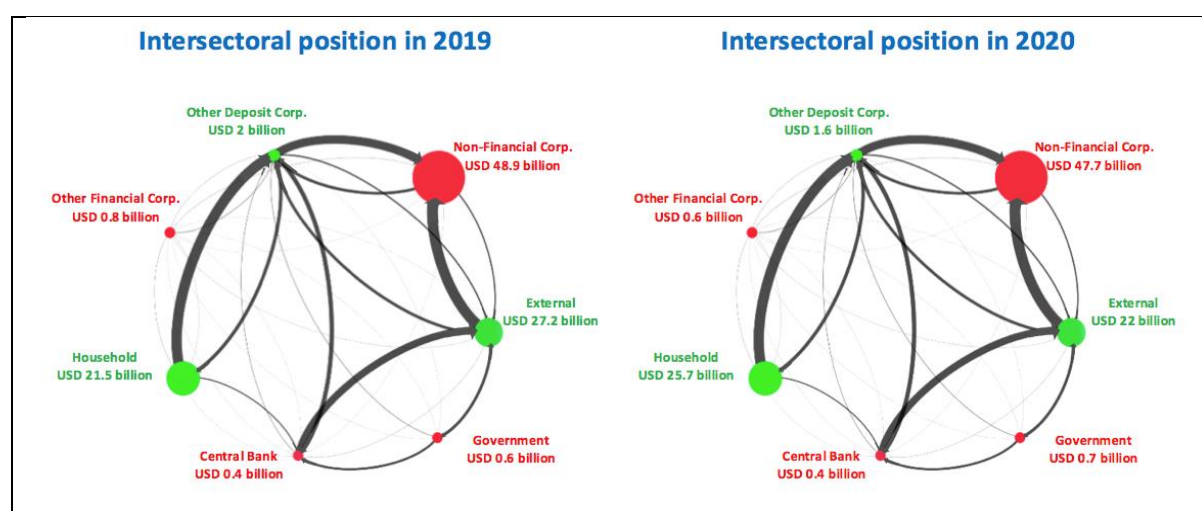 Intersectoral position in 2019
Other Deposit Corp.
USD 2 billion
Non-Financial Corp.
USD 48.9 billion
Other Financial Corp.
USD 0.8 billion
External
USD 27.2 billion
Household
USD 21.5 billion
Central Bank
USD 0.4 billion
Government
USD 0.6 billion
Intersectoral position in 2020
Other Deposit Corp.
USD 1.6 billion
Non-Financial Corp.
USD 47.7 billion
Other Financial Corp.
USD 0.6 billion
External
USD 22 billion
Household
USD 25.7 billion
Central Bank
USD 0.4 billion
Government
USD 0.7 billion